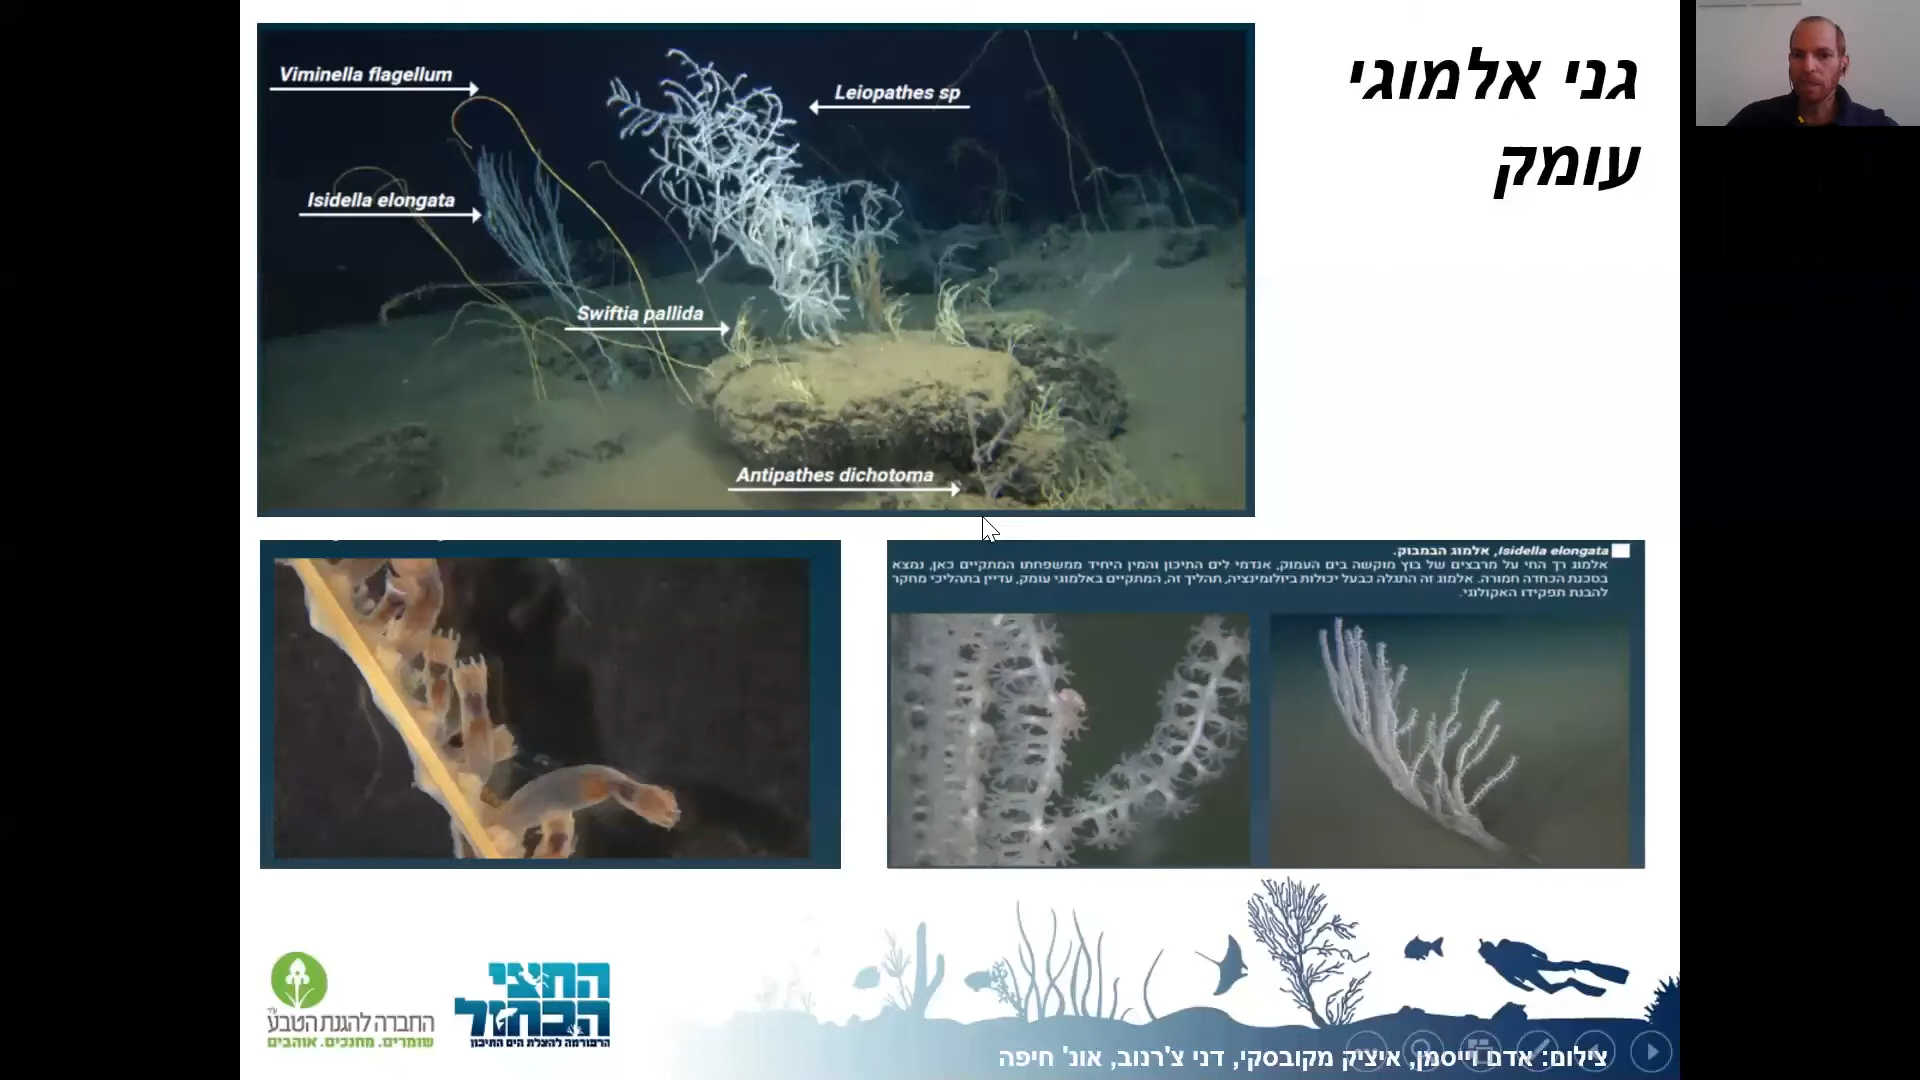 גני אלמוגי
עומק
Viminella flagellum
Leiopathes sp
Isidella elongata
Swiftia pallida
Antipathes dichotoma
Isidella elongata, אלמוג הבמבוק.
אלמוג רך החי על מרבצים של בוץ מוקשה בים העמוק, אנדמי לים התיכון והמין היחיד ממשפחתו המתקיים כאן, נמצא
בסכנת הכחדה חמורה. אלמוג זה התגלה כבעל יכולות ביולומינציה, תהליך זה, המתקיים באלמוגי עומק, עדיין בתהליכי מחקר
להבנת תפקידו האקולוגי.
החברה להגנת הטבע
שומרים. מחנכים. אוהבים
החצי
הכחול
הרפורמה להצלת הים התיכון
צילום: אדם וייסמן, איציק מקובסקי, דני צ'רנוב, אונ' חיפה